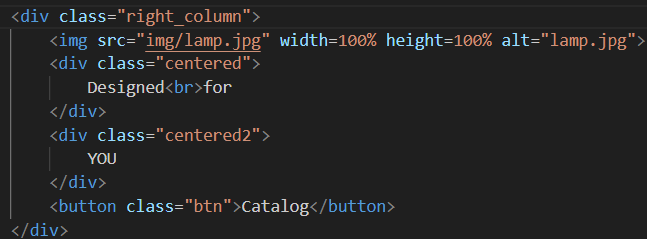 <div class="right_column">
<img src="img/lamp.jpg" width=100% height=100% alt="lamp.jpg">
<div class="centered">
Designed<br>for
</div>
<div class="centered2">
YOU
</div>
<button class="btn">Catalog</button>
</div>